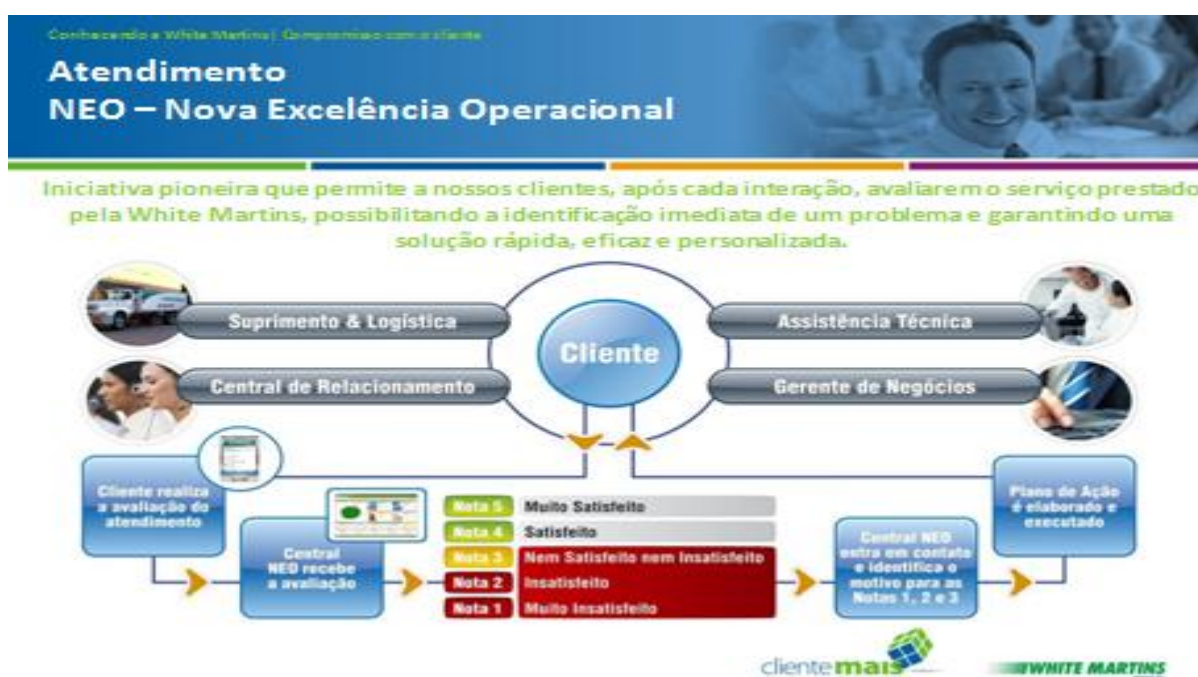 Conhecendo a White Martins | Compromisso com o cliente
Atendimento
NEO – Nova Excelência Operacional
Iniciativa pioneira que permite a nossos clientes, após cada interação, avaliarem o serviço prestado
pela White Martins, possibilitando a identificação imediata de um problema e garantindo uma
solução rápida, eficaz e personalizada.
Suprimento & Logística
Assistência Técnica
Cliente
Central de Relacionamento
Gerente de Negócios
Cliente realiza
a avaliação do
atendimento
Central
NEO recebe
a avaliação
Nota 5 Muito Satisfeito
Nota 4 Satisfeito
Nota 3 Nem Satisfeito nem Insatisfeito
Nota 2 Insatisfeito
Nota 1 Muito Insatisfeito
Central NEO
entra em contato
e identifica o
motivo para as
Notas 1, 2 e 3
Plano de Ação
é elaborado e
executado
cliente mais
WHITE MARTINS